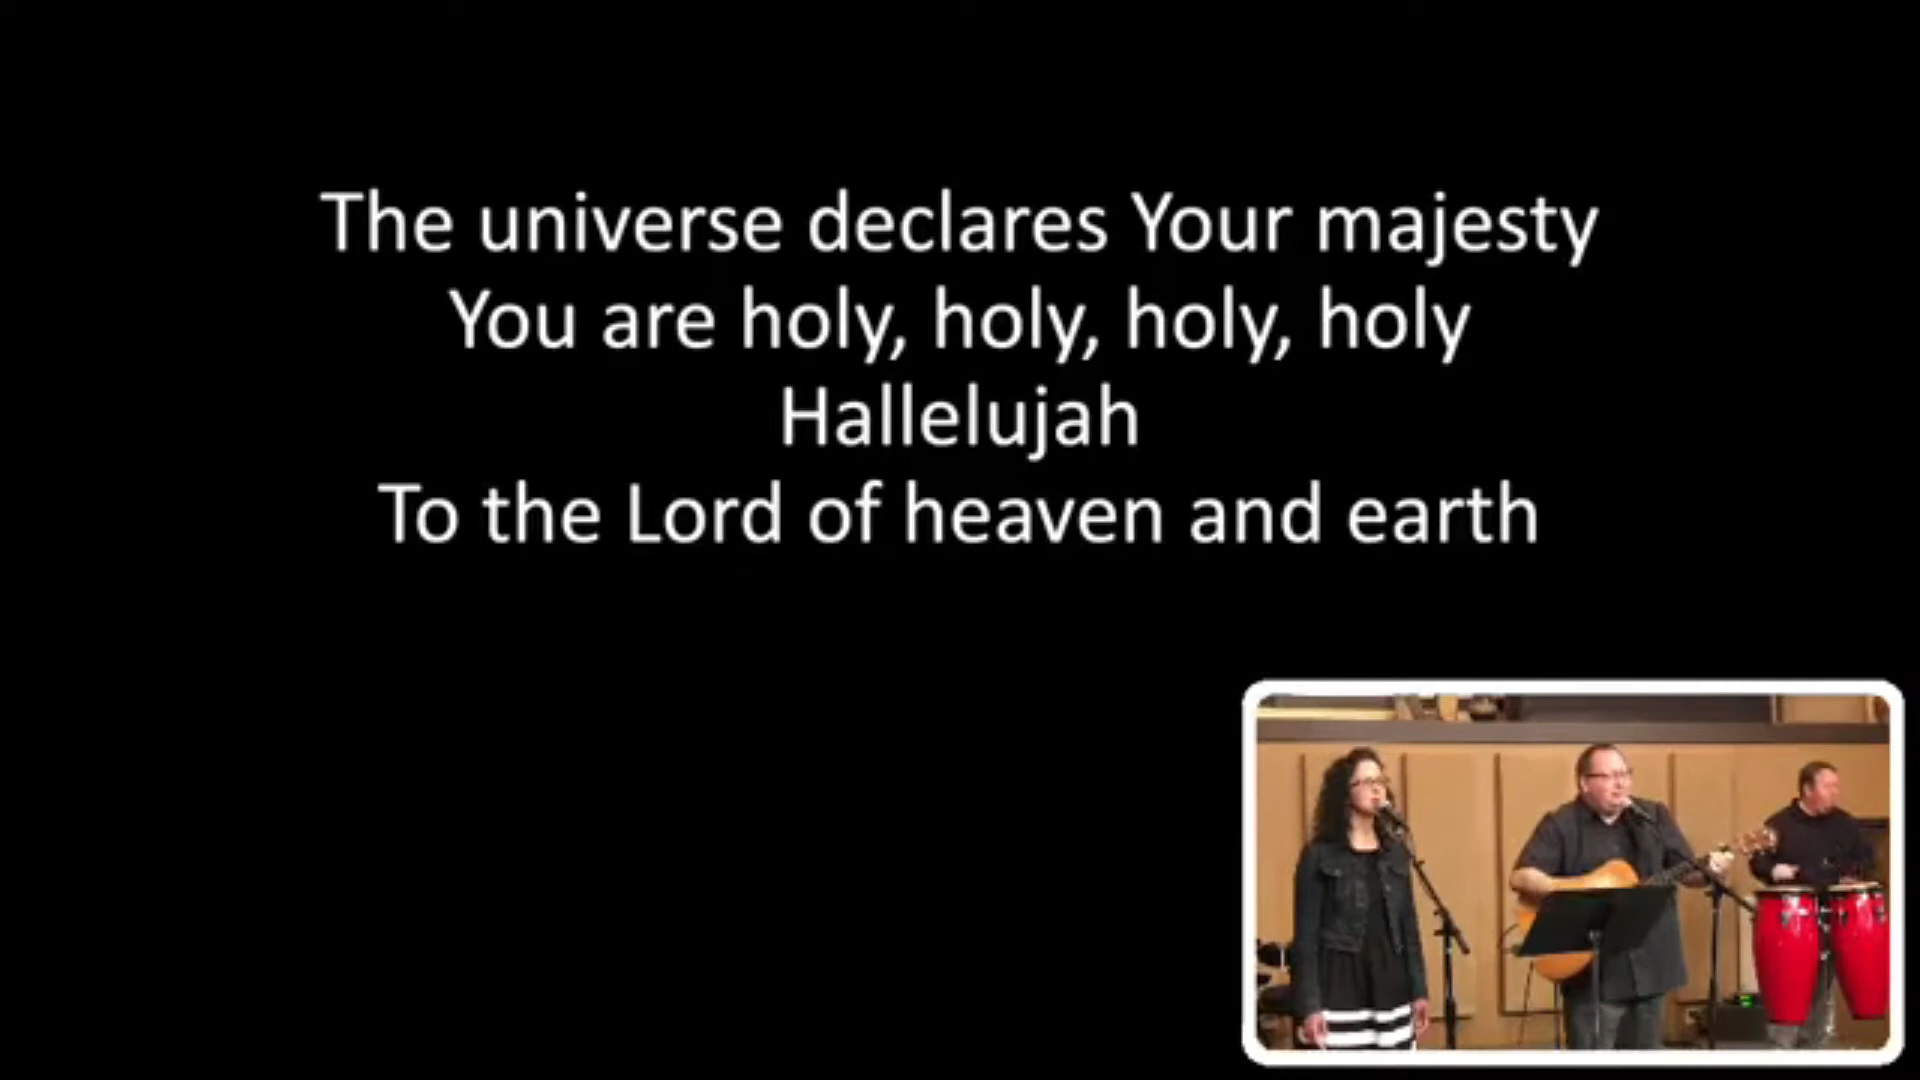 The universe declares Your majesty
You are holy, holy, holy, holy
Hallelujah
To the Lord of heaven and earth